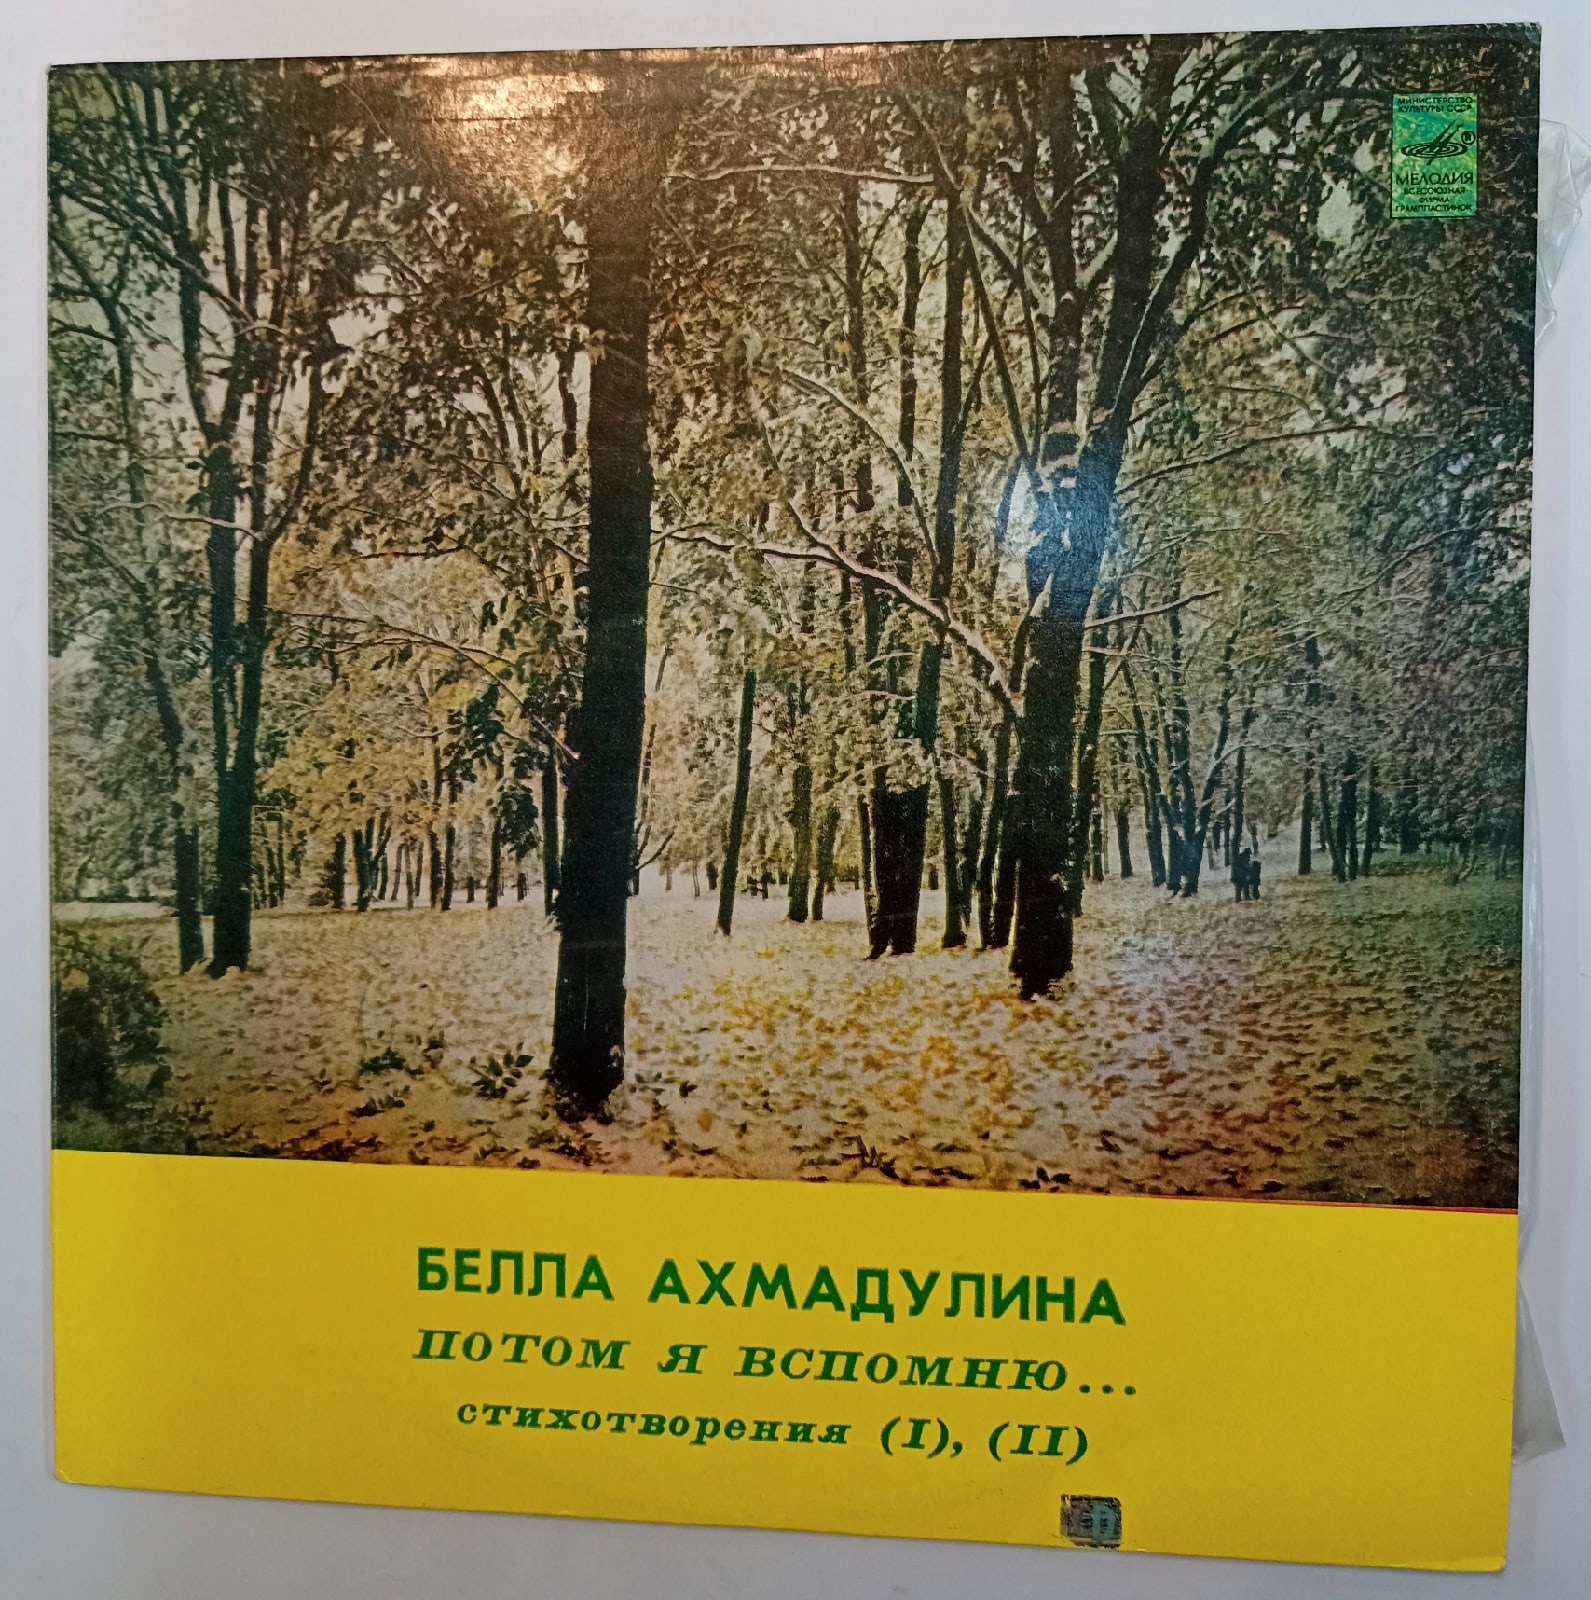 МИНИСТЕРСТВО
КУЛЬТУРЫ СССР
®
МЕЛОДИЯ
ВСЕСОЮЗНАЯ
ФИРМА
ГРАМПЛАСТИНОК
БЕЛЛА АХМАДУЛИНА
ПОТОМ Я ВСПОМНЮ...
стихотворения (I), (II)